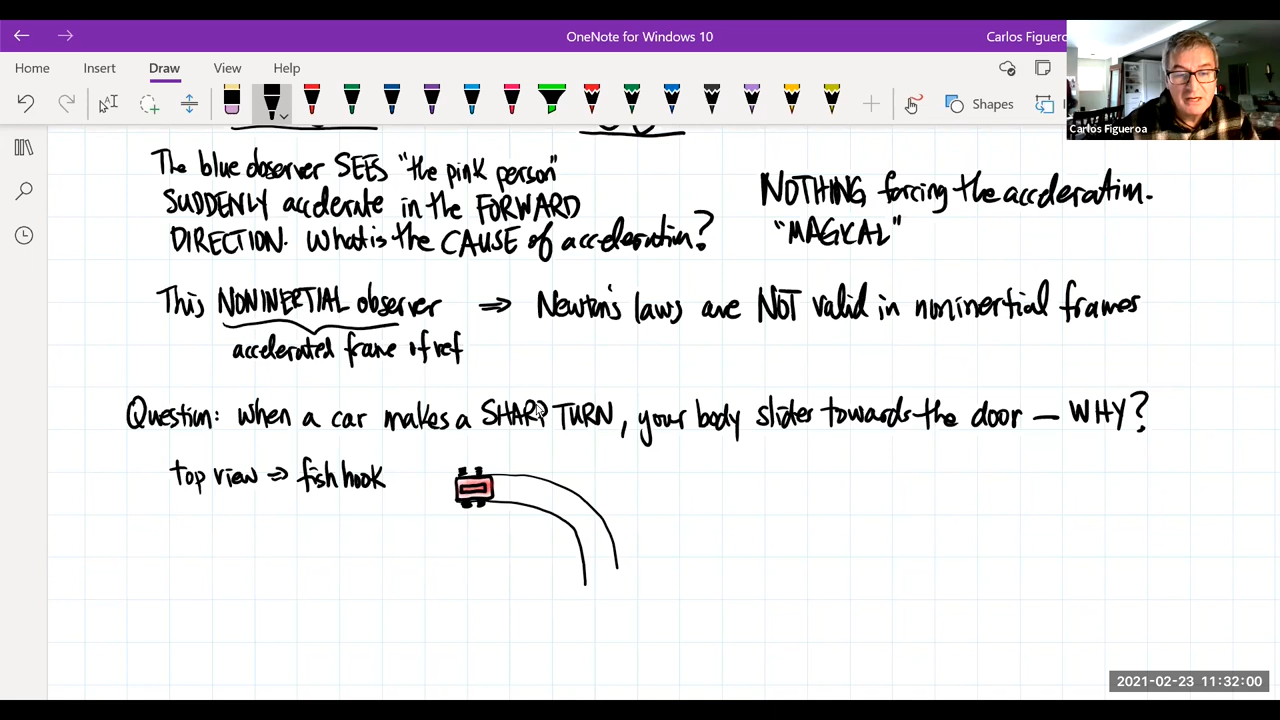 OneNote for Windows 10
Carlos Figuero
Home Insert Draw View Help
Shapes
Carlos Figueroa
The blue observer SEES "the pink person"
SUDDENLY accelerate in the FORWARD
DIRECTION. What is the CAUSE of acceleration?
NOTHING forcing the acceleration.
"MAGICAL"
This NONINERTIAL observer ⇒ Newton's laws are NOT valid in noninertial frames
accelerated frame of ref
Question: When a car makes a SHARP TURN, your body slides towards the door — WHY?
top view ⇒ fish hook
2021-02-23 11:32:00